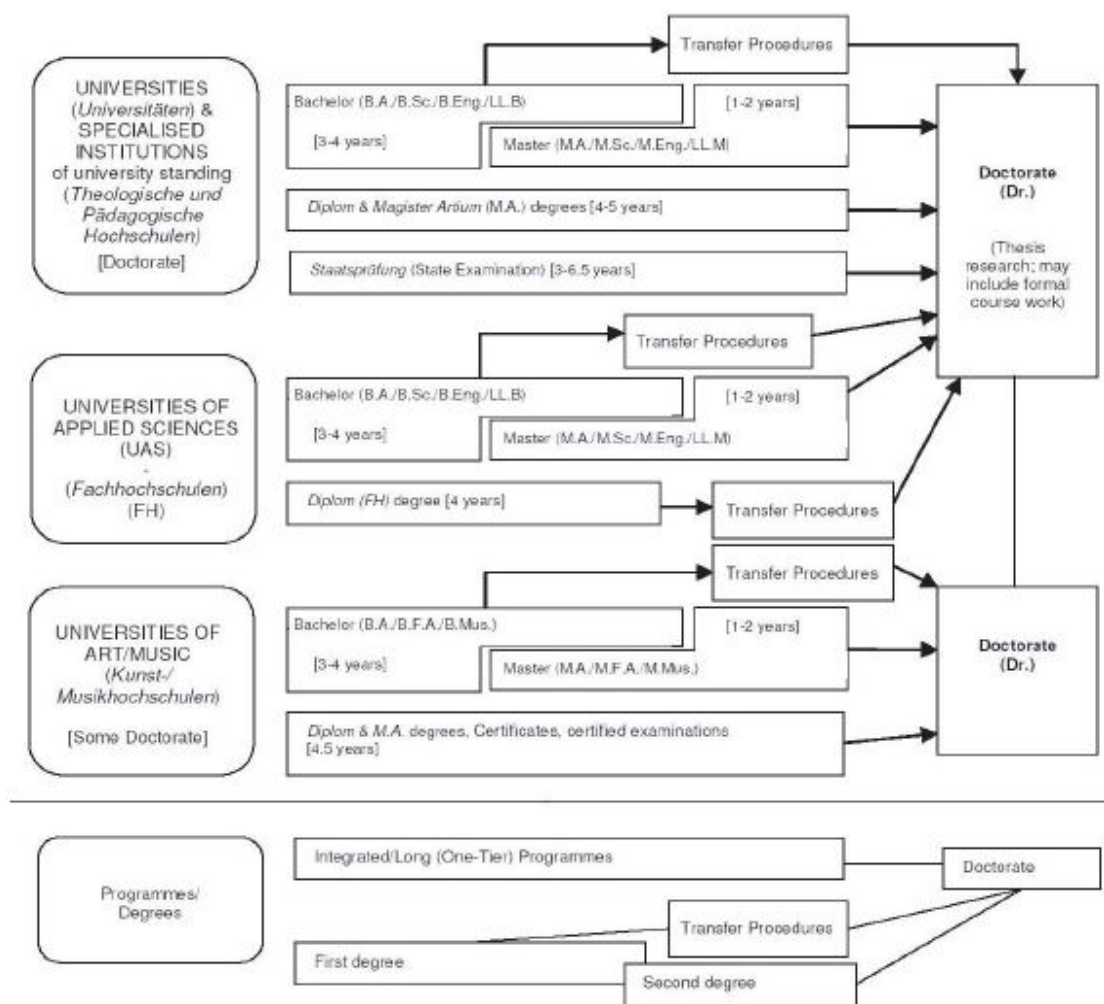 Transfer Procedures
UNIVERSITIES
(Universitäten) &
SPECIALISED
INSTITUTIONS
of university standing
(Theologische und
Pädagogische
Hochschulen)
[Doctorate]
Bachelor (B.A./B.Sc./B.Eng./LL.B)
[3-4 years]
[1-2 years]
Master (M.A./M.Sc./M.Eng./LL.M)
Diplom & Magister Artium (M.A.) degrees [4-5 years]
Staatsprüfung (State Examination) [3-6.5 years]
Doctorate
(Dr.)
(Thesis
research; may
include formal
course work)
Transfer Procedures
UNIVERSITIES OF
APPLIED SCIENCES
(UAS)
-
(Fachhochschulen)
(FH)
Bachelor (B.A./B.Sc./B.Eng./LL.B)
[3-4 years]
[1-2 years]
Master (M.A./M.Sc./M.Eng./LL.M)
Diplom (FH) degree [4 years]
Transfer Procedures
Transfer Procedures
UNIVERSITIES OF
ART/MUSIC
(Kunst-/
Musikhochschulen)
[Some Doctorate]
Bachelor (B.A./B.F.A./B.Mus.)
[3-4 years]
[1-2 years]
Master (M.A./M.F.A./M.Mus.)
Diplom & M.A. degrees, Certificates, certified examinations
[4.5 years]
Doctorate
(Dr.)
Programmes/
Degrees
Integrated/Long (One-Tier) Programmes
Doctorate
Transfer Procedures
First degree
Second degree